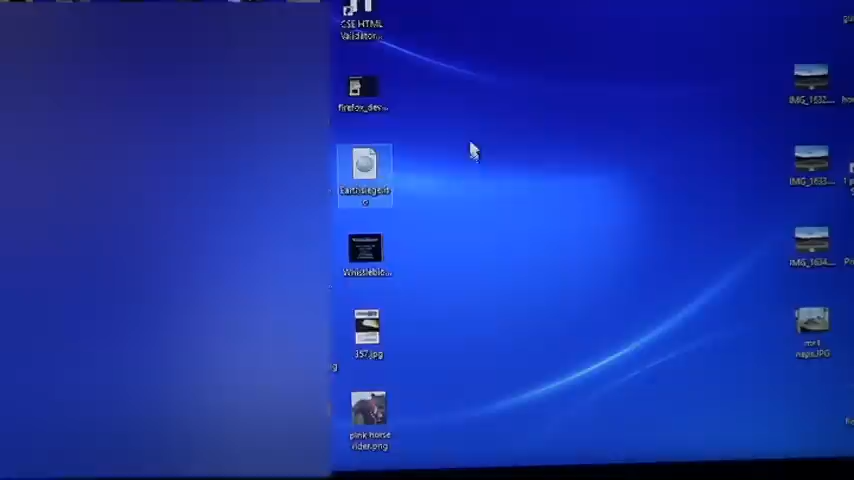 CSE HTML
Validator...
firefox_dev...
Whistleblo...
357.jpg
pink horse
rider.png
IMG_1632....
IMG_1633....
IMG_1634....